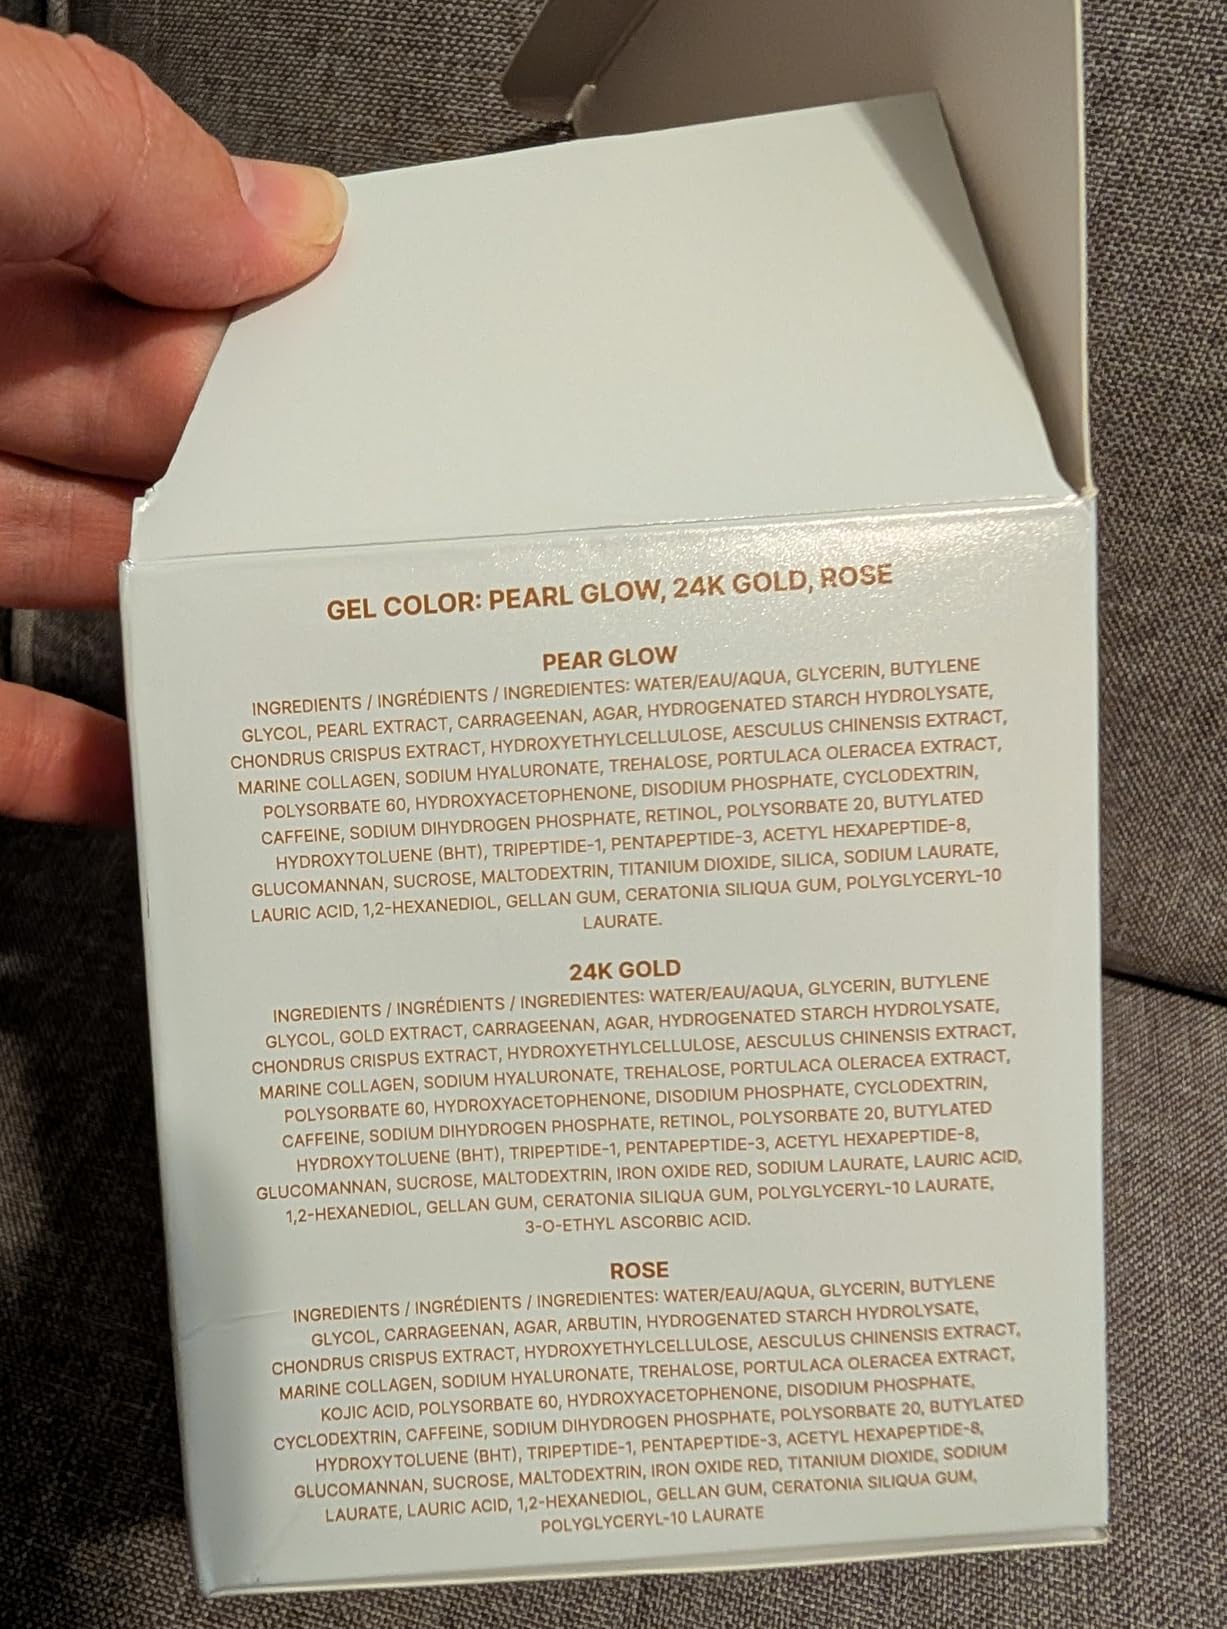 GEL COLOR: PEARL GLOW, 24K GOLD, ROSE
PEAR GLOW
INGREDIENTS / INGRÉDIENTS / INGREDIENTES: WATER/EAU/AQUA, GLYCERIN, BUTYLENE
GLYCOL, PEARL EXTRACT, CARRAGEENAN, AGAR, HYDROGENATED STARCH HYDROLYSATE,
CHONDRUS CRISPUS EXTRACT, HYDROXYETHYLCELLULOSE, AESCULUS CHINENSIS EXTRACT,
MARINE COLLAGEN, SODIUM HYALURONATE, TREHALOSE, PORTULACA OLERACEA EXTRACT,
POLYSORBATE 60, HYDROXYACETOPHENONE, DISODIUM PHOSPHATE, CYCLODEXTRIN,
CAFFEINE, SODIUM DIHYDROGEN PHOSPHATE, RETINOL, POLYSORBATE 20, BUTYLATED
HYDROXYTOLUENE (BHT), TRIPEPTIDE-1, PENTAPEPTIDE-3, ACETYL HEXAPEPTIDE-8,
GLUCOMANNAN, SUCROSE, MALTODEXTRIN, TITANIUM DIOXIDE, SILICA, SODIUM LAURATE,
LAURIC ACID, 1,2-HEXANEDIOL, GELLAN GUM, CERATONIA SILIQUA GUM, POLYGLYCERYL-10
LAURATE.
24K GOLD
INGREDIENTS / INGRÉDIENTS / INGREDIENTES: WATER/EAU/AQUA, GLYCERIN, BUTYLENE
GLYCOL, GOLD EXTRACT, CARRAGEENAN, AGAR, HYDROGENATED STARCH HYDROLYSATE,
CHONDRUS CRISPUS EXTRACT, HYDROXYETHYLCELLULOSE, AESCULUS CHINENSIS EXTRACT,
MARINE COLLAGEN, SODIUM HYALURONATE, TREHALOSE, PORTULACA OLERACEA EXTRACT,
POLYSORBATE 60, HYDROXYACETOPHENONE, DISODIUM PHOSPHATE, CYCLODEXTRIN,
CAFFEINE, SODIUM DIHYDROGEN PHOSPHATE, RETINOL, POLYSORBATE 20, BUTYLATED
HYDROXYTOLUENE (BHT), TRIPEPTIDE-1, PENTAPEPTIDE-3, ACETYL HEXAPEPTIDE-8,
GLUCOMANNAN, SUCROSE, MALTODEXTRIN, IRON OXIDE RED, SODIUM LAURATE, LAURIC ACID,
1,2-HEXANEDIOL, GELLAN GUM, CERATONIA SILIQUA GUM, POLYGLYCERYL-10 LAURATE,
3-O-ETHYL ASCORBIC ACID.
ROSE
INGREDIENTS / INGRÉDIENTS / INGREDIENTES: WATER/EAU/AQUA, GLYCERIN, BUTYLENE
GLYCOL, CARRAGEENAN, AGAR, ARBUTIN, HYDROGENATED STARCH HYDROLYSATE,
CHONDRUS CRISPUS EXTRACT, HYDROXYETHYLCELLULOSE, AESCULUS CHINENSIS EXTRACT,
MARINE COLLAGEN, SODIUM HYALURONATE, TREHALOSE, PORTULACA OLERACEA EXTRACT,
KOJIC ACID, POLYSORBATE 60, HYDROXYACETOPHENONE, DISODIUM PHOSPHATE,
CYCLODEXTRIN, CAFFEINE, SODIUM DIHYDROGEN PHOSPHATE, POLYSORBATE 20, BUTYLATED
HYDROXYTOLUENE (BHT), TRIPEPTIDE-1, PENTAPEPTIDE-3, ACETYL HEXAPEPTIDE-8,
GLUCOMANNAN, SUCROSE, MALTODEXTRIN, IRON OXIDE RED, TITANIUM DIOXIDE, SODIUM
LAURATE, LAURIC ACID, 1,2-HEXANEDIOL, GELLAN GUM, CERATONIA SILIQUA GUM,
POLYGLYCERYL-10 LAURATE